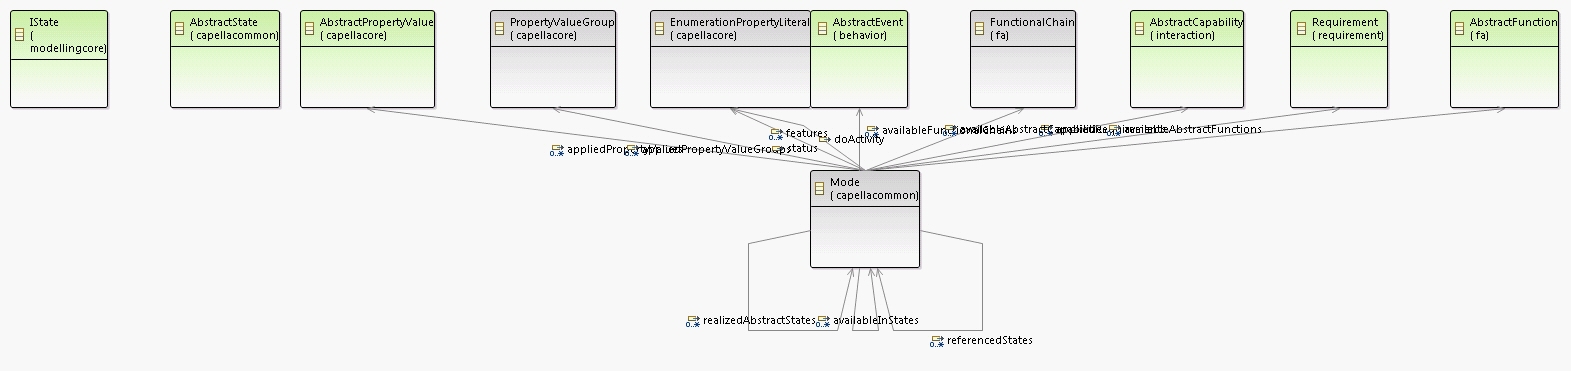 IState
(
modellingcore)
AbstractState
( capellacommon)
AbstractPropertyValue
( capellacore)
PropertyValueGroup
( capellacore)
EnumerationPropertyLiteral
( capellacore)
AbstractEvent
( behavior)
FunctionalChain
( fa)
AbstractCapability
( interaction)
Requirement
( requirement)
AbstractFunction
( fa)
0..* features
doActivity
0..* availableFunctionalChains
0..*
0..*
0..* availableAbstractFunctions
0..*
0..* appliedPropertyValueGroups
status
Mode
( capellacommon)
0..* realizedAbstractStates
0..* availableInStates
0..* referencedStates